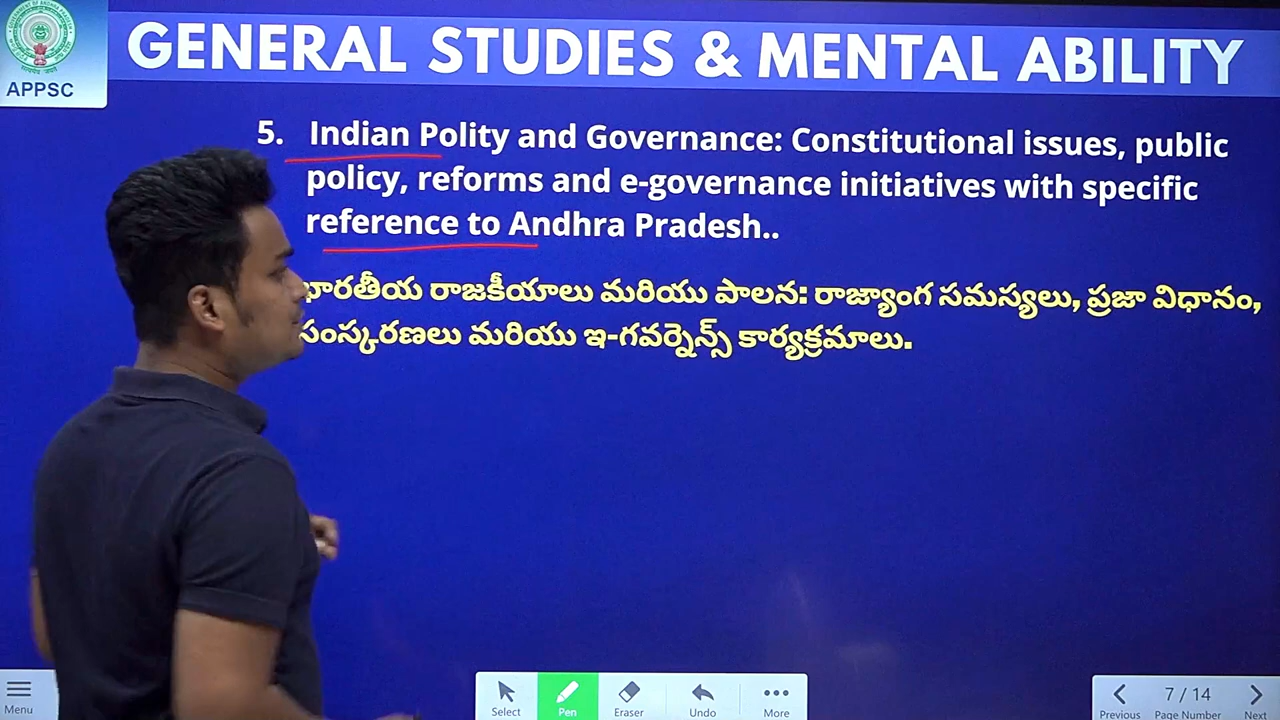 APPSC
GENERAL STUDIES & MENTAL ABILITY
5. Indian Polity and Governance: Constitutional issues, public
policy, reforms and e-governance initiatives with specific
reference to Andhra Pradesh..
భారతీయ రాజకీయాలు మరియు పాలన: రాజ్యాంగ సమస్యలు, ప్రజా విధానం,
సంస్కరణలు మరియు ఇ-గవర్నెన్స్ కార్యక్రమాలు.
Menu
Select
Pen
Eraser
Undo
More
Previous
7 / 14
Page Number
Next